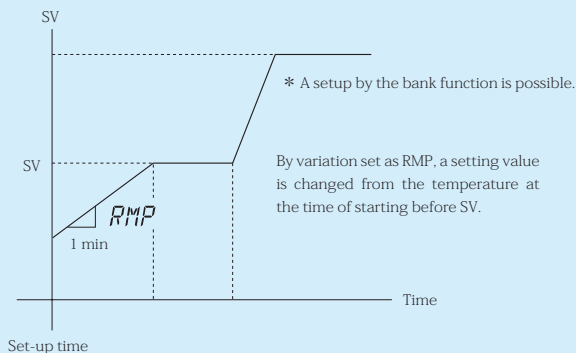 SV
* A setup by the bank function is possible.
SV
By variation set as RMP, a setting value
is changed from the temperature at
the time of starting before SV.
RMP
1 min
Time
Set-up time